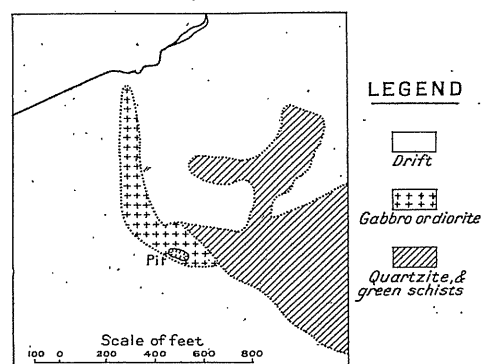 LEGEND
Drift
Gabbro or diorite
Quartzite, &
green schists
Pit
Scale of feet
100 0 200 400 600 800